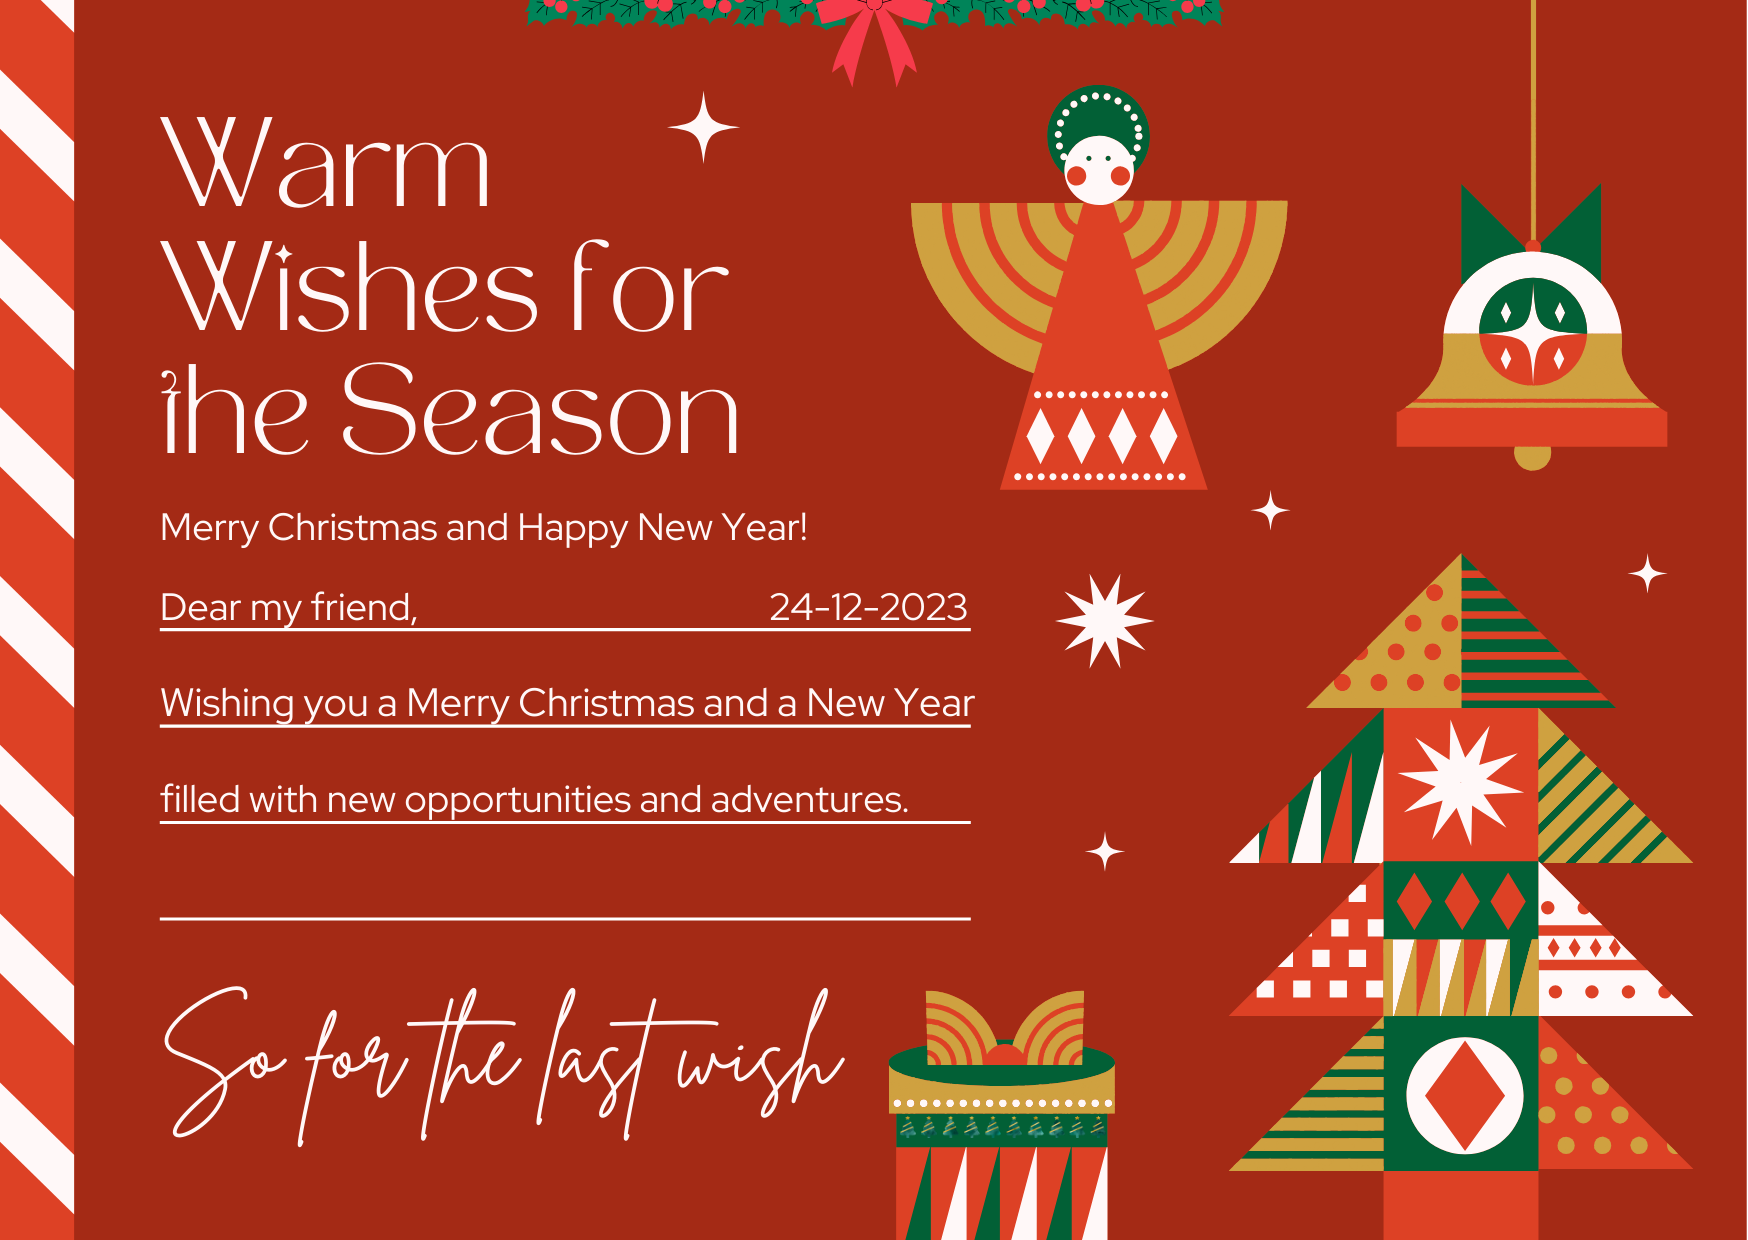 Warm
Wishes for
the Season
Merry Christmas and Happy New Year!
Dear my friend, 24-12-2023
Wishing you a Merry Christmas and a New Year
filled with new opportunities and adventures.
So for the last wish